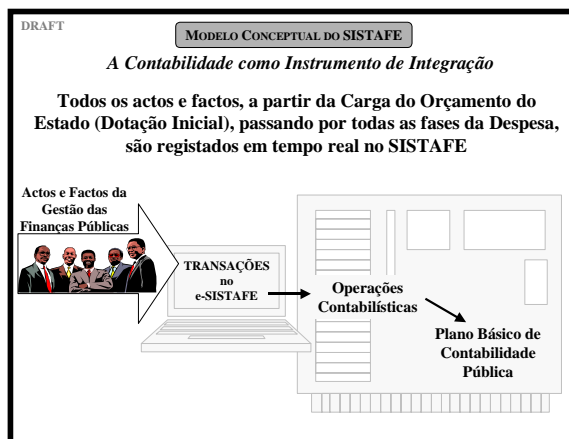 DRAFT
MODELO CONCEPTUAL DO SISTAFE
A Contabilidade como Instrumento de Integração
Todos os actos e factos, a partir da Carga do Orçamento do
Estado (Dotação Inicial), passando por todas as fases da Despesa,
são registados em tempo real no SISTAFE
Actos e Factos da
Gestão das
Finanças Públicas
TRANSAÇÕES
no
e-SISTAFE
Operações
Contabilísticas
Plano Básico de
Contabilidade
Pública